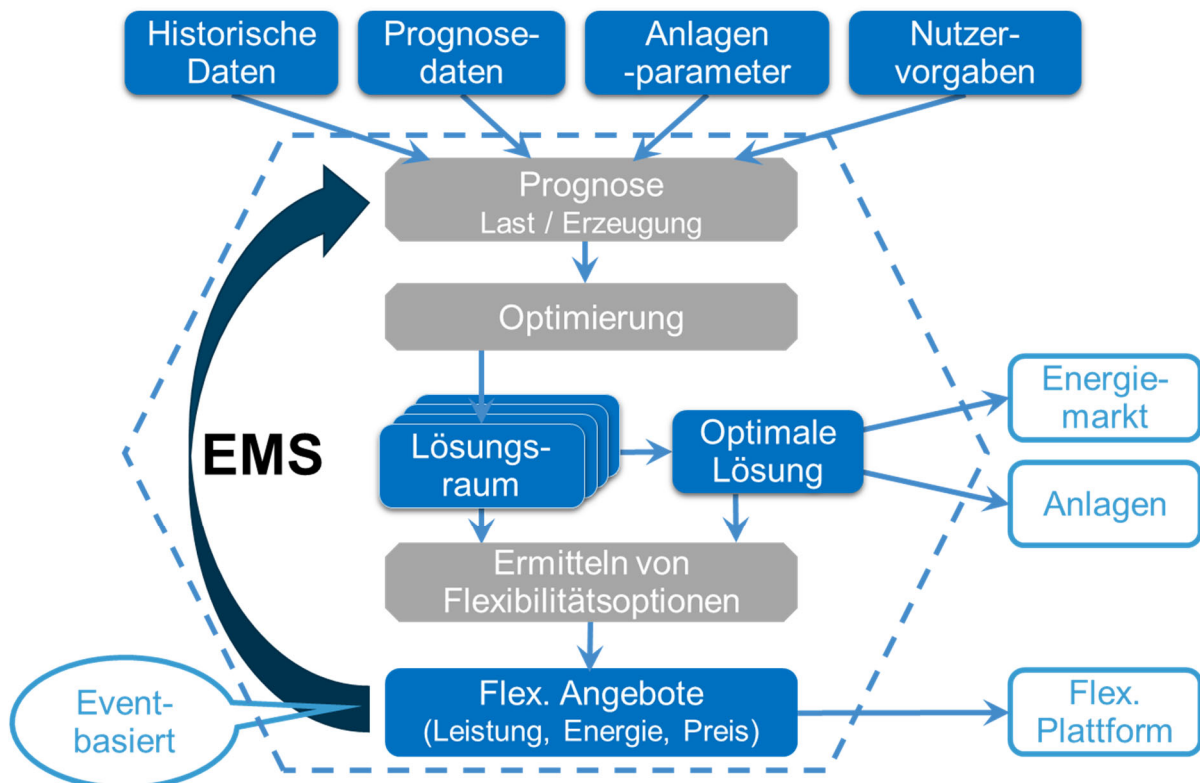 Historische
Daten
Prognose-
daten
Anlagen
-parameter
Nutzer-
vorgaben
Prognose
Last / Erzeugung
Optimierung
EMS
Lösungs-
raum
Optimale
Lösung
Energie-
markt
Anlagen
Ermitteln von
Flexibilitätsoptionen
Event-
basiert
Flex. Angebote
(Leistung, Energie, Preis)
Flex.
Plattform